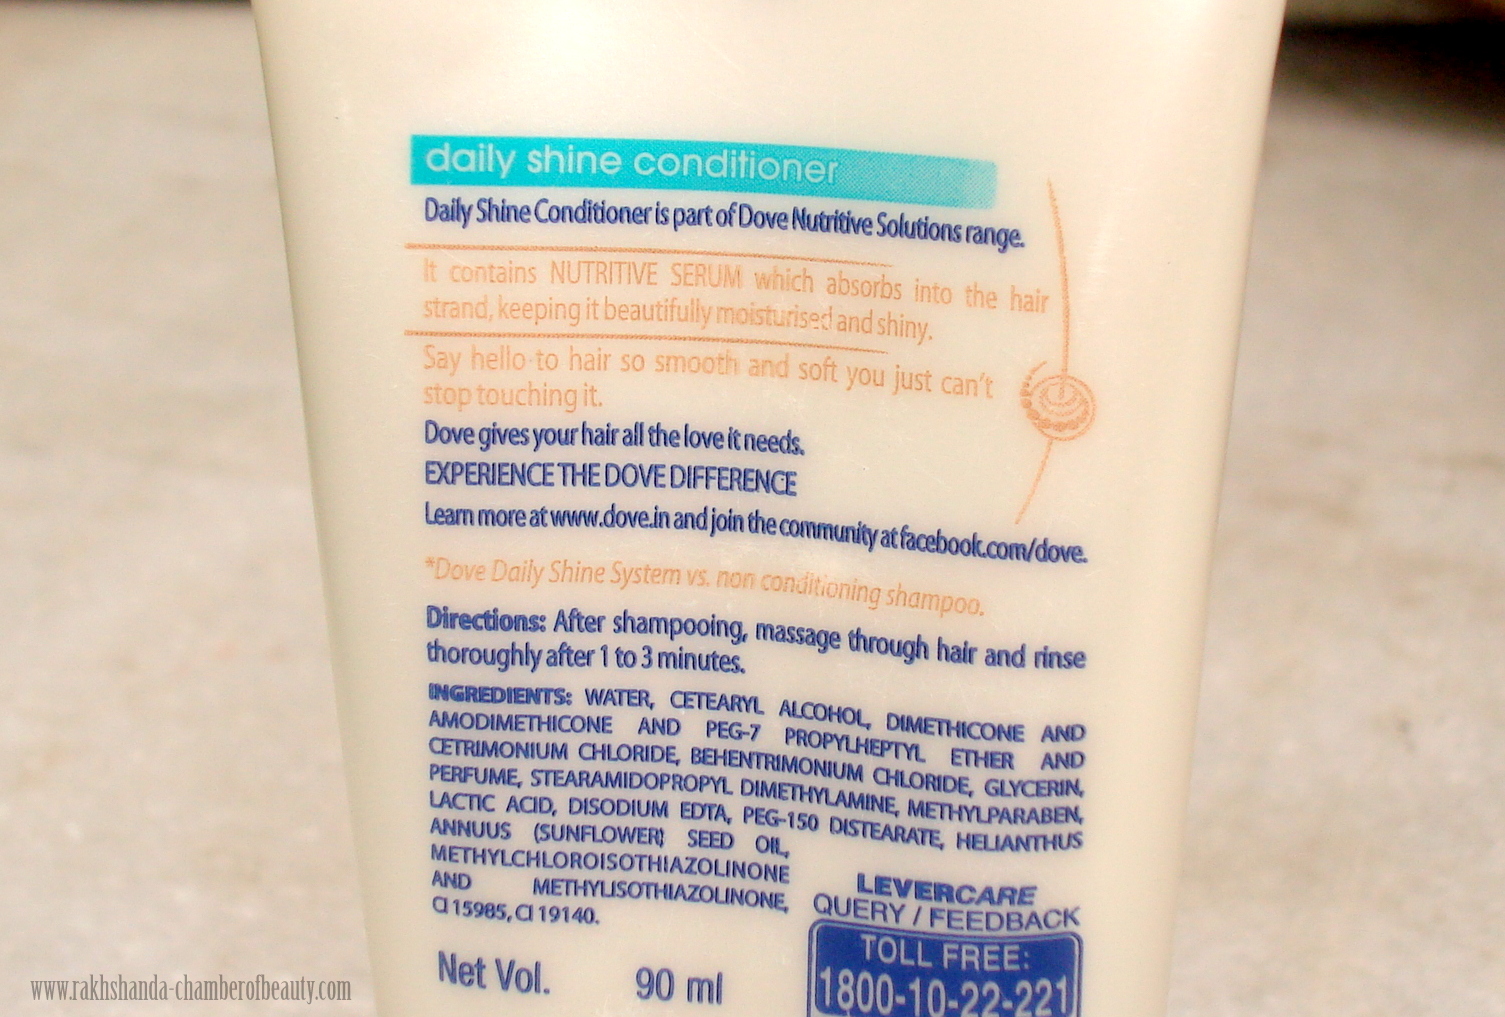 daily shine conditioner
Daily Shine Conditioner is part of Dove Nutritive Solutions range.
It contains NUTRITIVE SERUM which absorbs into the hair
strand, keeping it beautifully moisturised and shiny.
Say hello to hair so smooth and soft you just can't
stop touching it.
Dove gives your hair all the love it needs.
EXPERIENCE THE DOVE DIFFERENCE
Learn more at www.dove.in and join the community at facebook.com/dove.
*Dove Daily Shine System vs. non conditioning shampoo.
Directions: After shampooing, massage through hair and rinse
thoroughly after 1 to 3 minutes.
INGREDIENTS: WATER, CETEARYL ALCOHOL, DIMETHICONE AND
AMODIMETHICONE AND PEG-7 PROPYLHEPTYL ETHER AND
CETRIMONIUM CHLORIDE, BEHENTRIMONIUM CHLORIDE, GLYCERIN,
PERFUME, STEARAMIDOPROPYL DIMETHYLAMINE, METHYLPARABEN,
LACTIC ACID, DISODIUM EDTA, PEG-150 DISTEARATE, HELIANTHUS
ANNUUS (SUNFLOWER) SEED OIL,
METHYLCHLOROISOTHIAZOLINONE
AND METHYLISOTHIAZOLINONE,
CI 15985, CI 19140.
LEVERCARE
QUERY / FEEDBACK
TOLL FREE:
1800-10-22-221
Net Vol. 90 ml
www.rakhshanda-chamberofbeauty.com